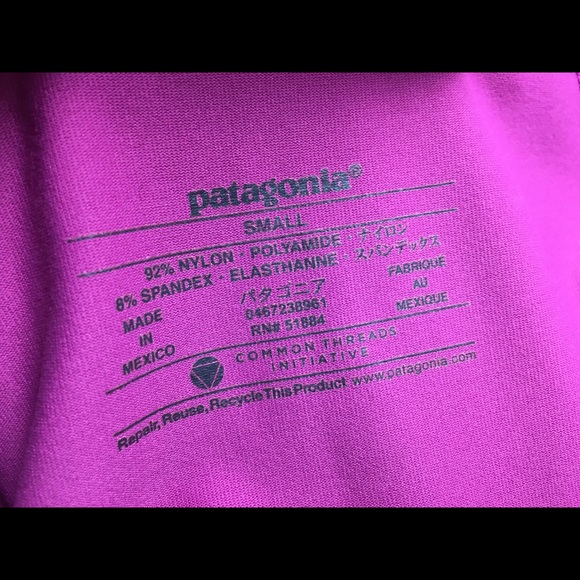 patagonia®
SMALL
92% NYLON · POLYAMIDE · ナイロン
8% SPANDEX · ELASTHANNE · スパンデックス
MADE
IN
MEXICO
パタゴニア
0467238961
RN# 51884
FABRIQUE
AU
MEXIQUE
COMMON THREADS
INITIATIVE
Repair, Reuse, Recycle This Product www.patagonia.com